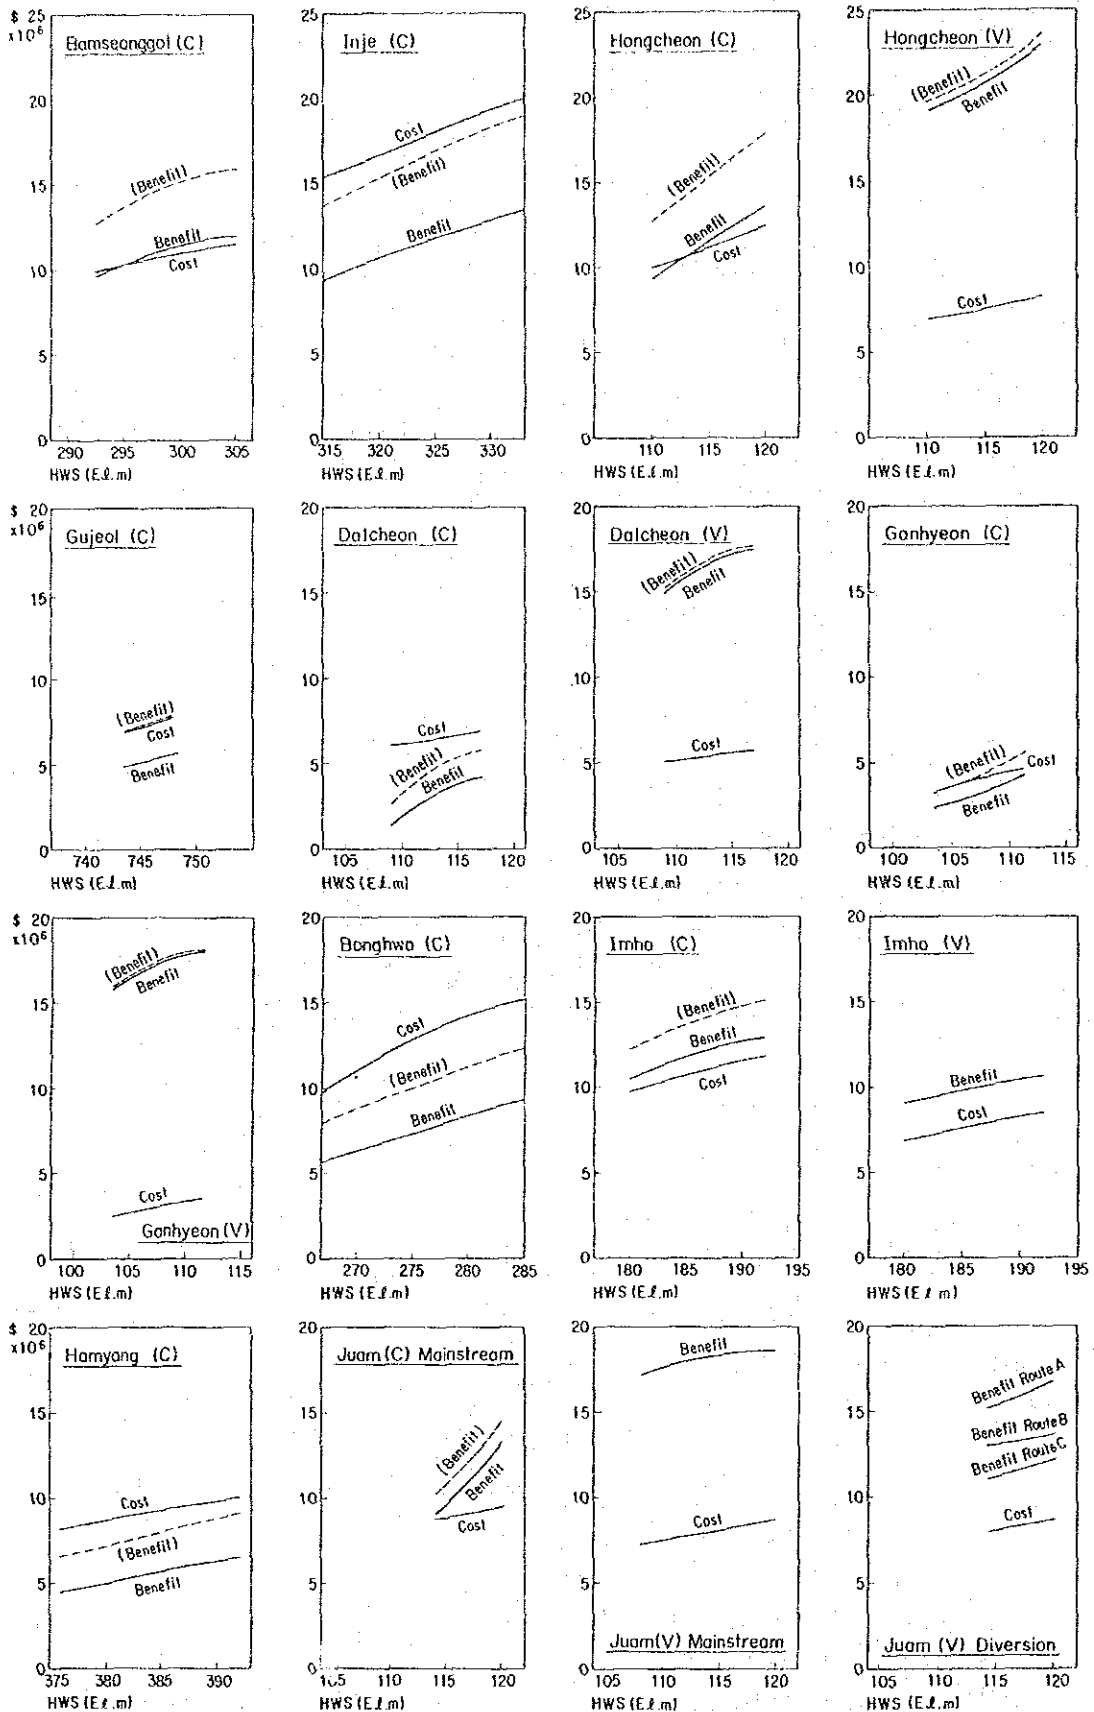 $ 25
x10⁶
20
15
10
5
0
Bamseonggol (C)
(Benefit)
Benefit
Cost
290 295 300 305
HWS (E.ℓ.m)
25
20
15
10
5
0
Inje (C)
Cost
(Benefit)
Benefit
315 320 325 330
HWS (E.ℓ.m)
25
20
15
10
5
0
Hongcheon (C)
(Benefit)
Benefit
Cost
110 115 120
HWS (E.ℓ.m)
25
20
15
10
5
0
Hongcheon (V)
(Benefit)
Benefit
Cost
110 115 120
HWS (E.ℓ.m)
$ 20
x10⁶
15
10
5
0
Gujeol (C)
(Benefit)
Cost
Benefit
740 745 750
HWS (E.ℓ.m)
20
15
10
5
0
Dalcheon (C)
Cost
(Benefit)
Benefit
105 110 115 120
HWS (E.ℓ.m)
20
15
10
5
0
Dalcheon (V)
(Benefit)
Benefit
Cost
105 110 115 120
HWS (E.ℓ.m)
20
15
10
5
0
Ganhyeon (C)
(Benefit)
Cost
Benefit
100 105 110 115
HWS (E.ℓ.m)
$ 20
x10⁶
15
10
5
0
(Benefit)
Benefit
Cost
Ganhyeon (V)
100 105 110 115
HWS (E.ℓ.m)
20
15
10
5
0
Bonghwa (C)
Cost
(Benefit)
Benefit
270 275 280 285
HWS (E.ℓ.m)
20
15
10
5
0
Imha (C)
(Benefit)
Benefit
Cost
180 185 190 195
HWS (E.ℓ.m)
20
15
10
5
0
Imha (V)
Benefit
Cost
180 185 190 195
HWS (E.ℓ.m)
$ 20
x10⁶
15
10
5
0
Hamyang (C)
Cost
(Benefit)
Benefit
375 380 385 390
HWS (E.ℓ.m)
20
15
10
5
0
Juam (C) Mainstream
(Benefit)
Benefit
Cost
105 110 115 120
HWS (E.ℓ.m)
20
15
10
5
0
Benefit
Cost
Juam (V) Mainstream
105 110 115 120
HWS (E.ℓ.m)
20
15
10
5
0
Benefit Route A
Benefit Route B
Benefit Route C
Cost
Juam (V) Diversion
105 110 115 120
HWS (E.ℓ.m)